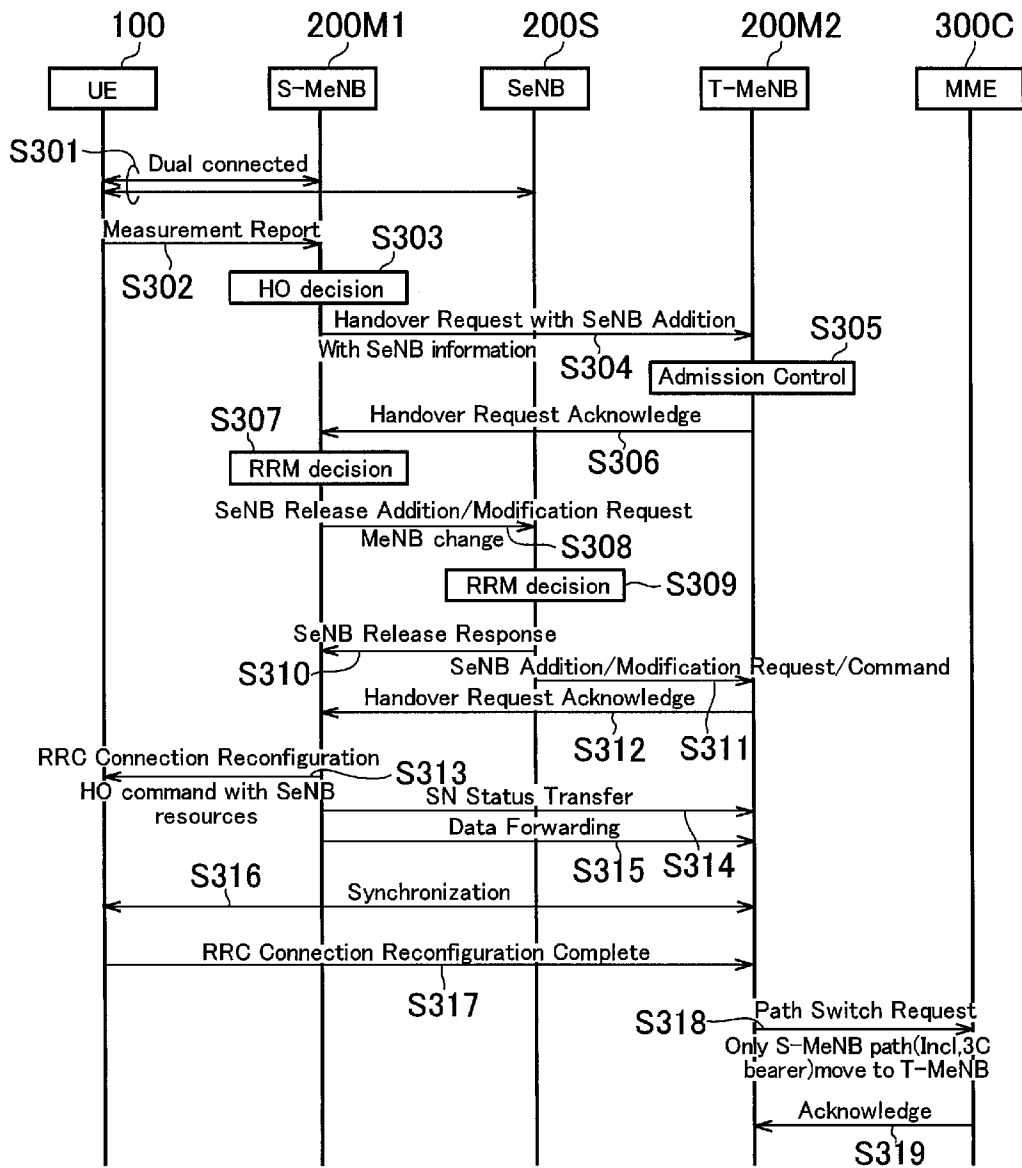 100 200M1 200S 200M2 300C
UE S-MeNB SeNB T-MeNB MME
S301
Dual connected
Measurement Report
S302
S303
HO decision
Handover Request with SeNB Addition
With SeNB information
S304
S305
Admission Control
Handover Request Acknowledge
S306
S307
RRM decision
SeNB Release Addition/Modification Request
MeNB change
S308
RRM decision
S309
SeNB Release Response
S310
SeNB Addition/Modification Request/Command
S311
Handover Request Acknowledge
S312
RRC Connection Reconfiguration
S313
HO command with SeNB
resources
SN Status Transfer
S314
Data Forwarding
S315
S316
Synchronization
RRC Connection Reconfiguration Complete
S317
Path Switch Request
S318
Only S-MeNB path(Incl,3C
bearer)move to T-MeNB
Acknowledge
S319